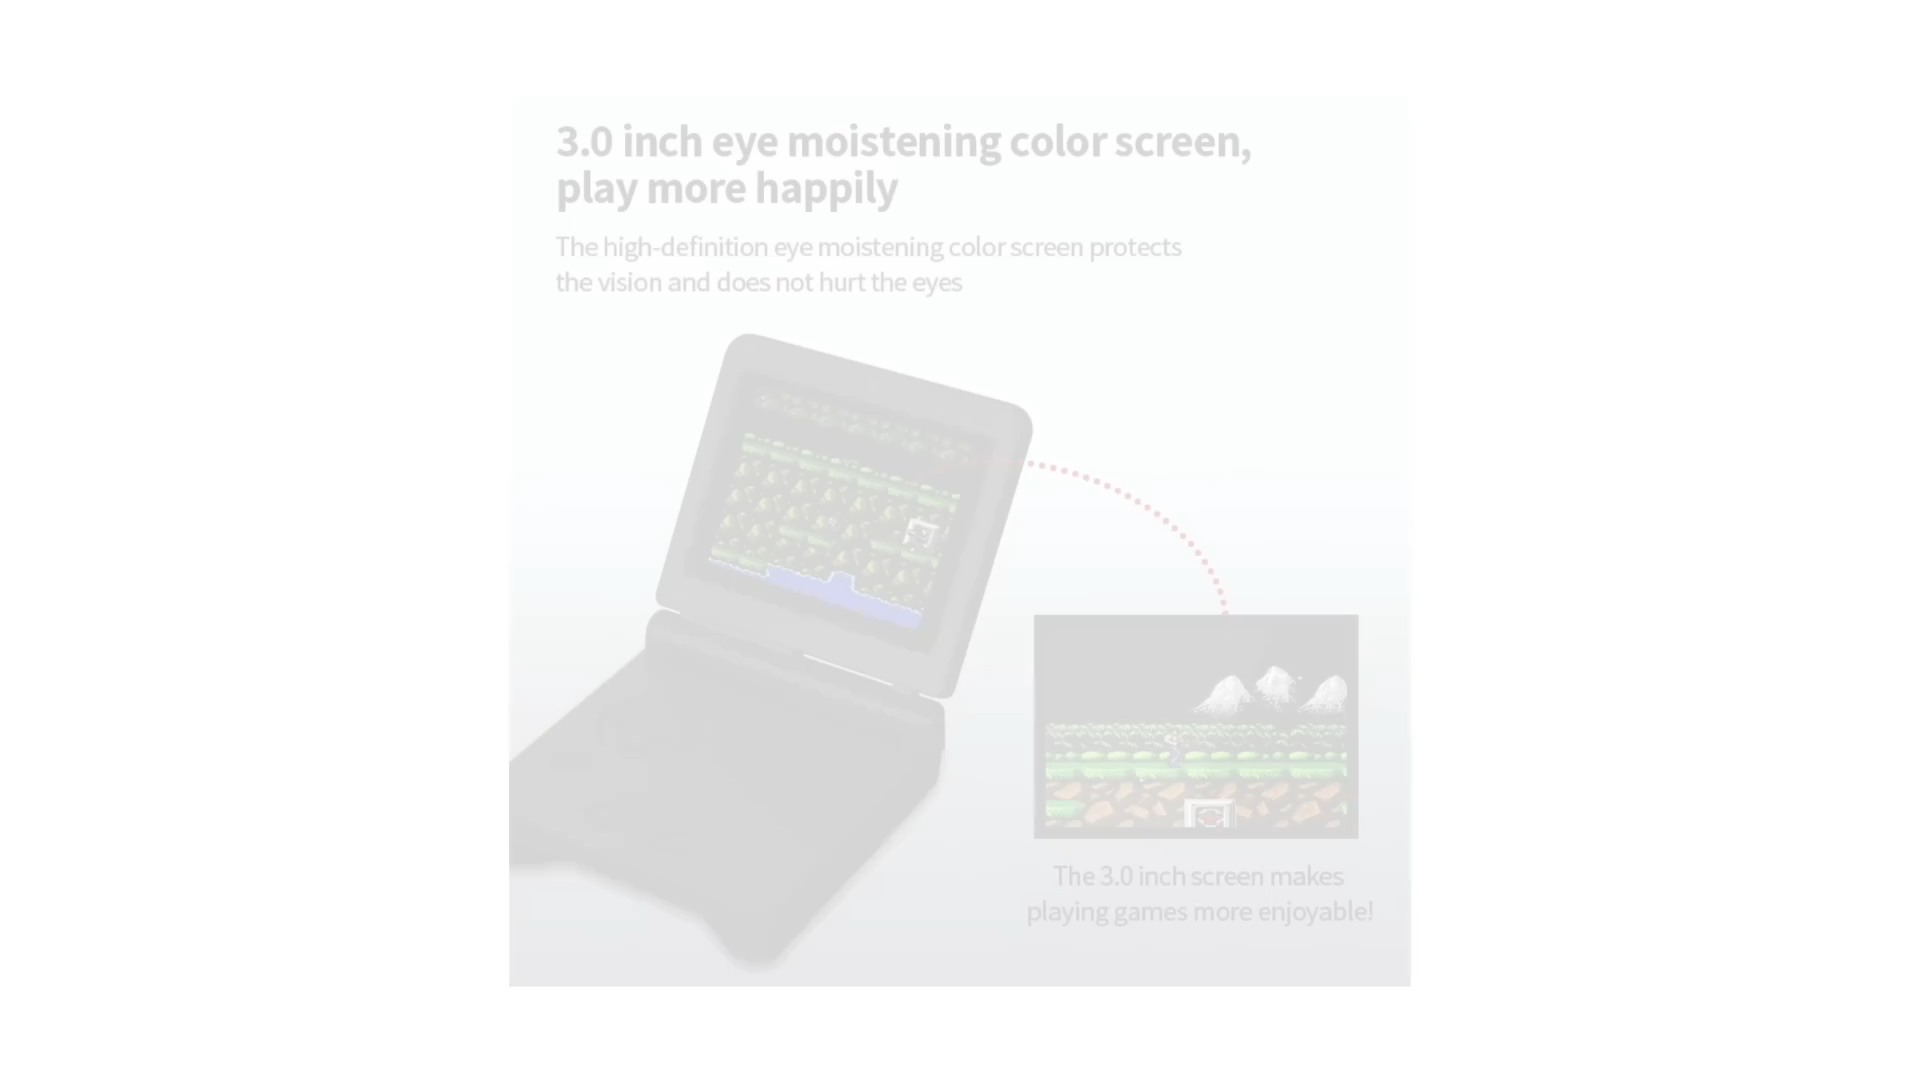 3.0 inch eye moistening color screen,
play more happily
The high-definition eye moistening color screen protects
the vision and does not hurt the eyes
The 3.0 inch screen makes
playing games more enjoyable!